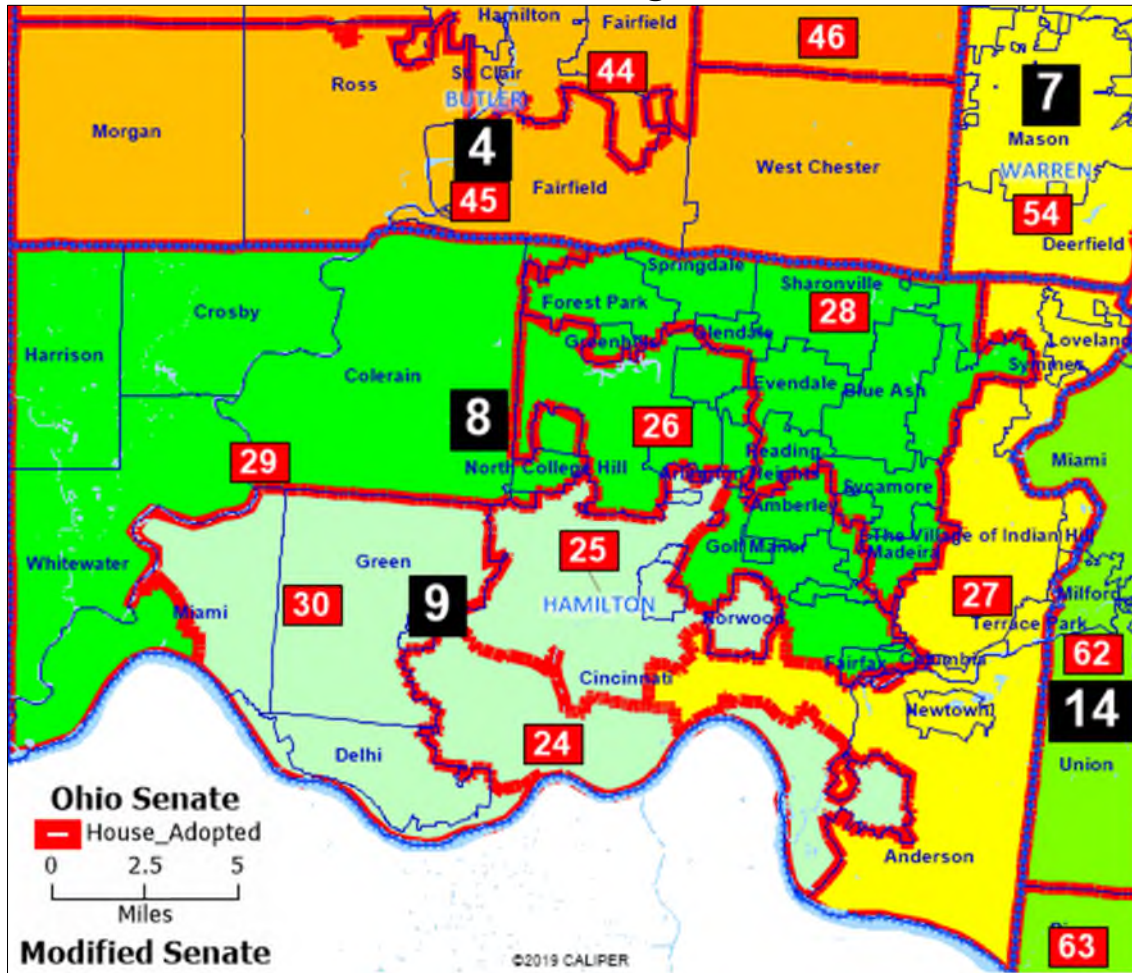 Hamilton
Fairfield
46
Ross
St. Clair
44
7
BUTLER
Morgan
4
Mason
West Chester
WARREN
45
Fairfield
54
Deerfield
Springdale
Sharonville
Forest Park
28
Crosby
Greenhills
Glendale
Loveland
Harrison
Symmes
Colerain
Evendale
Blue Ash
8
26
29
North College Hill
Reading
Miami
Arlington Heights
Sycamore
Amberley
25
Golf Manor
The Village of Indian Hill
Madeira
Whitewater
Green
9
HAMILTON
27
Milford
30
Miami
Norwood
Terrace Park
62
Fairfax
Columbia
Cincinnati
Newtown
14
24
Delhi
Union
Ohio Senate
House_Adopted
0 2.5 5
Miles
Anderson
Modified Senate
©2019 CALIPER
63